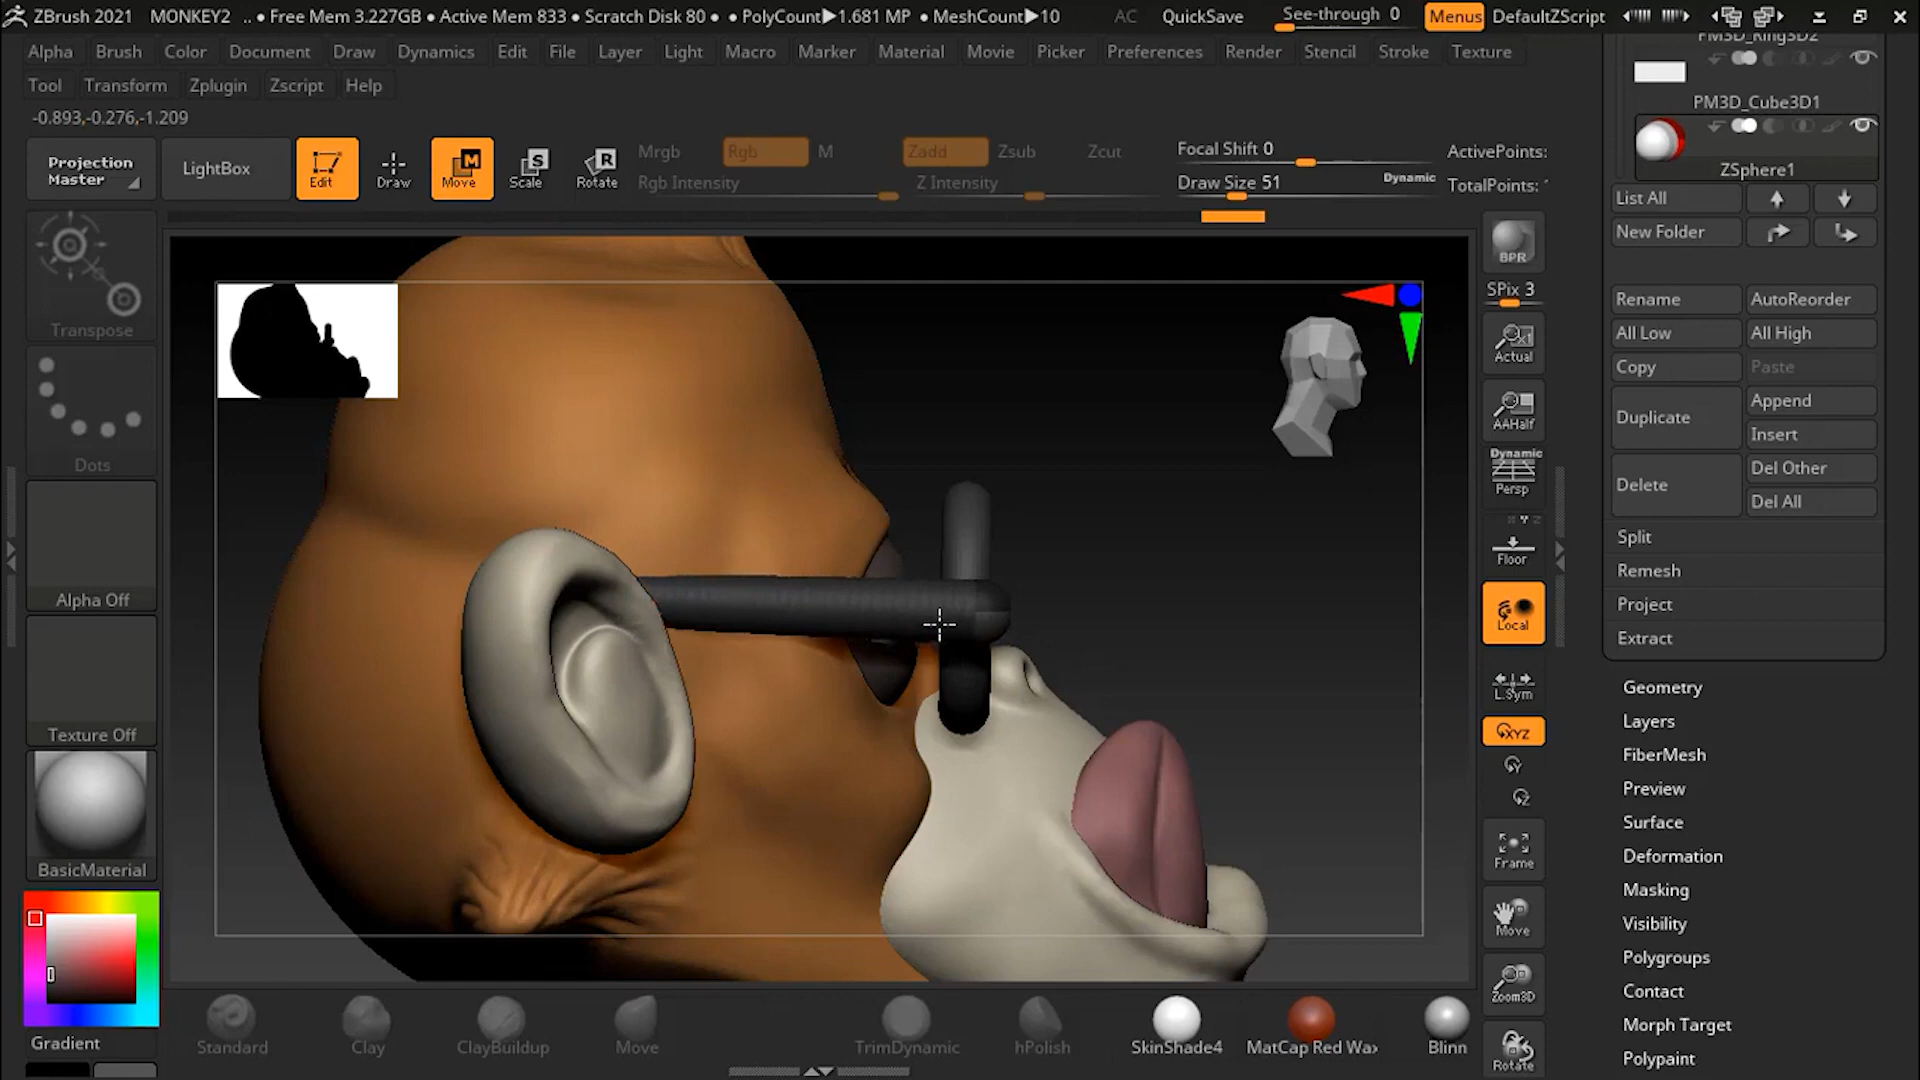 ZBrush 2021 MONKEY2 .. • Free Mem 3.227GB • Active Mem 833 • Scratch Disk 80 • • PolyCount▶1.681 MP • MeshCount▶10 AC QuickSave See-through 0 Menus DefaultZScript
Alpha Brush Color Document Draw Dynamics Edit File Layer Light Macro Marker Material Movie Picker Preferences Render Stencil Stroke Texture
Tool Transform Zplugin Zscript Help
-0.893,-0.276,-1.209
Projection Master
LightBox
Edit
Draw
Move
M
Scale
S
Rotate
R
Mrgb Rgb M
Rgb Intensity
Zadd Zsub Zcut
Z Intensity
Focal Shift 0
Draw Size 51
Dynamic
ActivePoints:
TotalPoints:
Transpose
Dots
Alpha Off
Texture Off
BasicMaterial
Gradient
BPR
SPix 3
Actual
AAHalf
Dynamic
Persp
Floor
Local
L.Sym
XYZ
Y
Z
Frame
Move
Zoom3D
Rotate
Standard
Clay
ClayBuildup
Move
TrimDynamic
hPolish
SkinShade4
MatCap Red Wax
Blinn
PM3D_Ring3D2
PM3D_Cube3D1
ZSphere1
List All
New Folder
Rename AutoReorder
All Low All High
Copy Paste
Duplicate Append
Insert
Delete Del Other
Del All
Split
Remesh
Project
Extract
Geometry
Layers
FiberMesh
Preview
Surface
Deformation
Masking
Visibility
Polygroups
Contact
Morph Target
Polypaint